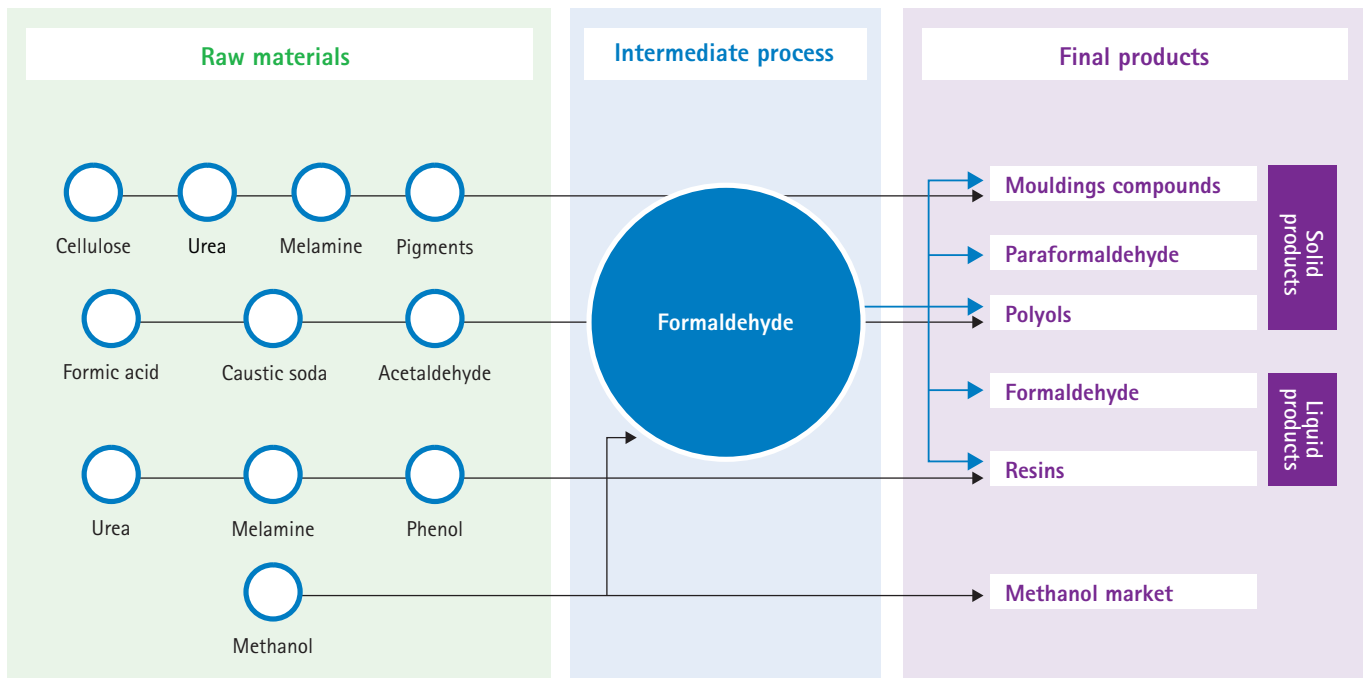 Raw materials
Intermediate process
Final products
Cellulose
Urea
Melamine
Pigments
Formic acid
Caustic soda
Acetaldehyde
Urea
Melamine
Phenol
Methanol
Formaldehyde
Mouldings compounds
Paraformaldehyde
Polyols
Solid
products
Formaldehyde
Resins
Liquid
products
Methanol market